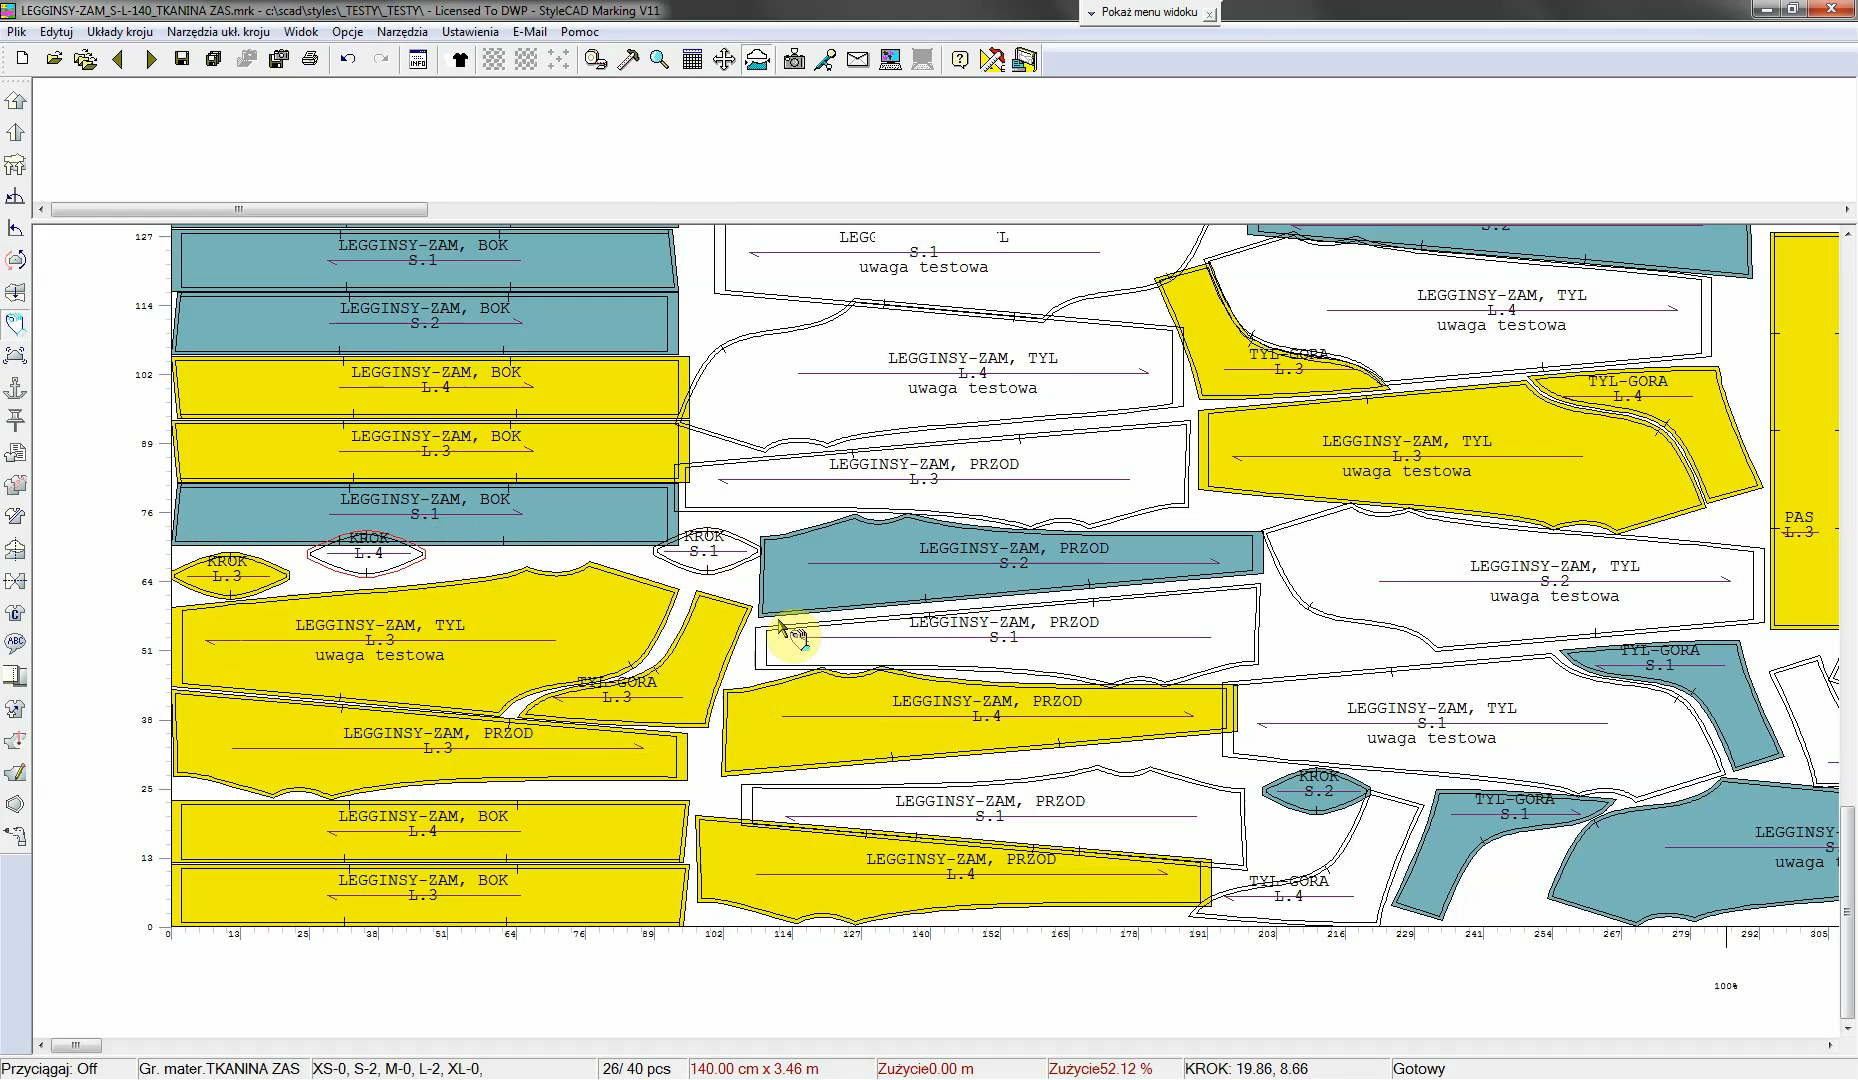 LEGGINSY-ZAM_S-L-140_TKANINA ZAS.mrk - c:\scad\styles\_TESTY\_TESTY\ - Licensed To DWP - StyleCAD Marking V11
Pokaż menu widoku
Plik Edytuj Układy kroju Narzędzia ukł. kroju Widok Opcje Narzędzia Ustawienia E-Mail Pomoc
INFO
ABC
127
114
102
89
76
64
51
38
25
13
0
LEGGINSY-ZAM, BOK
S.1
LEGGINSY-ZAM, BOK
S.2
LEGGINSY-ZAM, BOK
L.4
LEGGINSY-ZAM, BOK
L.3
LEGGINSY-ZAM, BOK
S.1
KROK
L.3
KROK
L.4
KROK
S.1
LEGGINSY-ZAM, TYL
L.3
uwaga testowa
TYL-GORA
L.3
LEGGINSY-ZAM, PRZOD
L.3
LEGGINSY-ZAM, BOK
L.4
LEGGINSY-ZAM, BOK
L.3
S.1
uwaga testowa
LEGGINSY-ZAM, TYL
L.4
uwaga testowa
LEGGINSY-ZAM, PRZOD
L.3
LEGGINSY-ZAM, PRZOD
S.2
LEGGINSY-ZAM, PRZOD
S.1
LEGGINSY-ZAM, PRZOD
L.4
LEGGINSY-ZAM, PRZOD
S.1
LEGGINSY-ZAM, PRZOD
L.4
S.2
LEGGINSY-ZAM, TYL
L.4
uwaga testowa
TYL-GORA
L.3
TYL-GORA
L.4
LEGGINSY-ZAM, TYL
L.3
uwaga testowa
PAS
L.3
LEGGINSY-ZAM, TYL
S.2
uwaga testowa
TYL-GORA
S.1
LEGGINSY-ZAM, TYL
S.1
uwaga testowa
KROK
S.2
TYL-GORA
S.1
TYL-GORA
L.4
LEGGINSY-
S
uwaga
0 13 25 38 51 64 76 89 102 114 127 140 152 165 178 191 203 216 229 241 254 267 279 292 305
100%
Przyciągaj: Off Gr. mater.TKANINA ZAS XS-0, S-2, M-0, L-2, XL-0, 26/ 40 pcs 140.00 cm x 3.46 m Zużycie0.00 m Zużycie52.12 % KROK: 19.86, 8.66 Gotowy